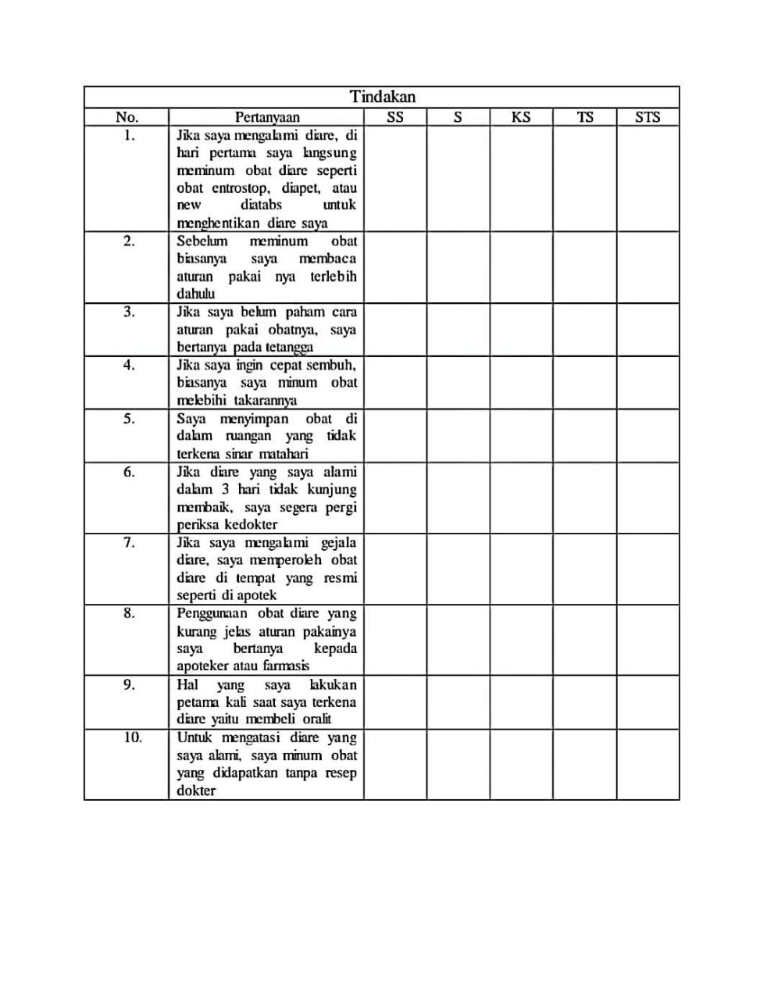 Tindakan
No. Pertanyaan SS S KS TS STS
1. Jika saya mengalami diare, di
hari pertama saya langsung
meminum obat diare seperti
obat entrostop, diapet, atau
new diatabs untuk
menghentikan diare saya
2. Sebelum meminum obat
biasanya saya membaca
aturan pakai nya terlebih
dahulu
3. Jika saya belum paham cara
aturan pakai obatnya, saya
bertanya pada tetangga
4. Jika saya ingin cepat sembuh,
biasanya saya minum obat
melebihi takarannya
5. Saya menyimpan obat di
dalam ruangan yang tidak
terkena sinar matahari
6. Jika diare yang saya alami
dalam 3 hari tidak kunjung
membaik, saya segera pergi
periksa kedokter
7. Jika saya mengalami gejala
diare, saya memperoleh obat
diare di tempat yang resmi
seperti di apotek
8. Penggunaan obat diare yang
kurang jelas aturan pakainya
saya bertanya kepada
apoteker atau farmasis
9. Hal yang saya lakukan
petama kali saat saya terkena
diare yaitu membeli oralit
10. Untuk mengatasi diare yang
saya alami, saya minum obat
yang didapatkan tanpa resep
dokter